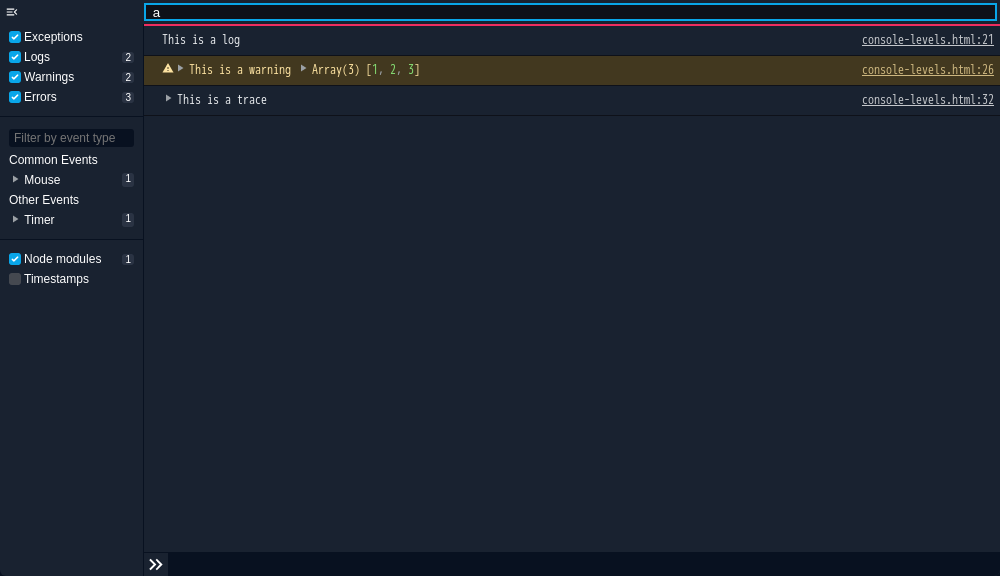 a
Exceptions
Logs 2
Warnings 2
Errors 3
Filter by event type
Common Events
Mouse 1
Other Events
Timer 1
Node modules 1
Timestamps
This is a log console-levels.html:21
This is a warning Array(3) [1, 2, 3] console-levels.html:26
This is a trace console-levels.html:32